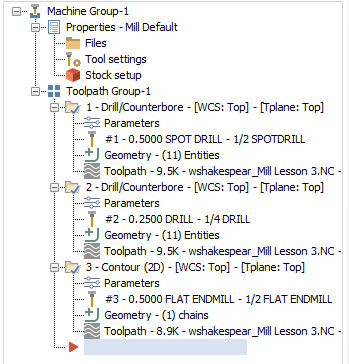 Machine Group-1
Properties - Mill Default
Files
Tool settings
Stock setup
Toolpath Group-1
1 - Drill/Counterbore - [WCS: Top] - [Tplane: Top]
Parameters
#1 - 0.5000 SPOT DRILL - 1/2 SPOTDRILL
Geometry - (11) Entities
Toolpath - 9.5K - wshakespear_Mill Lesson 3.NC -
2 - Drill/Counterbore - [WCS: Top] - [Tplane: Top]
Parameters
#2 - 0.2500 DRILL - 1/4 DRILL
Geometry - (11) Entities
Toolpath - 9.5K - wshakespear_Mill Lesson 3.NC -
3 - Contour (2D) - [WCS: Top] - [Tplane: Top]
Parameters
#3 - 0.5000 FLAT ENDMILL - 1/2 FLAT ENDMILL
Geometry - (1) chains
Toolpath - 8.9K - wshakespear_Mill Lesson 3.NC -